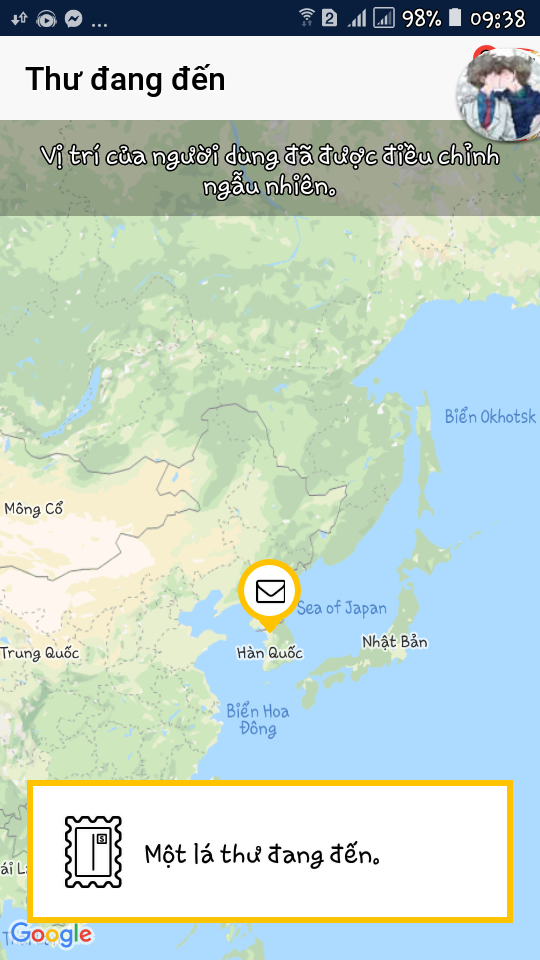 ... 2 98% 09:38
Thư đang đến
Vị trí của người dùng đã được điều chỉnh
ngẫu nhiên.
Biển Okhotsk
Mông Cổ
Sea of Japan
Trung Quốc
Hàn Quốc
Nhật Bản
Biển Hoa
Đông
S
Một lá thư đang đến.
Google